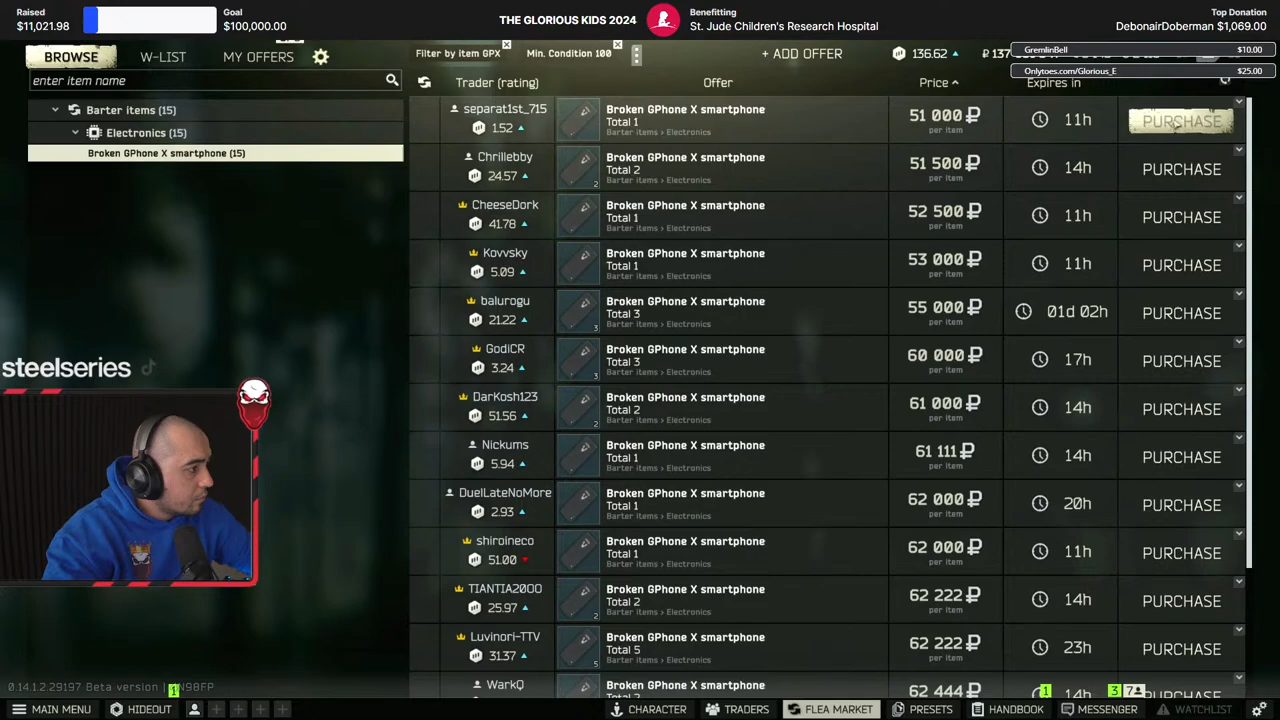 Raised
$11,021.98
Goal
$100,000.00
THE GLORIOUS KIDS 2024
Benefitting
St. Jude Children's Research Hospital
Top Donation
DebonairDoberman $1,069.00
GremlinBell $10.00
Onlytoes.com/Glorious_E $25.00
BROWSE W-LIST MY OFFERS
Filter by item GPX Min. Condition 100
ADD OFFER 136.62
enter item name
Trader (rating) Offer Price Expires in
Barter items (15)
Electronics (15)
Broken GPhone X smartphone (15)
separat1st_715
1.52
Broken GPhone X smartphone
Total 1
Barter items > Electronics
51 000 ₽
per item
11h
PURCHASE
Chrillebby
24.57
2
Broken GPhone X smartphone
Total 2
Barter items > Electronics
51 500 ₽
per item
14h
PURCHASE
CheeseDork
41.78
Broken GPhone X smartphone
Total 1
Barter items > Electronics
52 500 ₽
per item
11h
PURCHASE
Kovvsky
5.09
Broken GPhone X smartphone
Total 1
Barter items > Electronics
53 000 ₽
per item
11h
PURCHASE
balurogu
21.22
3
Broken GPhone X smartphone
Total 3
Barter items > Electronics
55 000 ₽
per item
01d 02h
PURCHASE
GodiCR
3.24
3
Broken GPhone X smartphone
Total 3
Barter items > Electronics
60 000 ₽
per item
17h
PURCHASE
DarKosh123
51.56
2
Broken GPhone X smartphone
Total 2
Barter items > Electronics
61 000 ₽
per item
14h
PURCHASE
Nickums
5.94
Broken GPhone X smartphone
Total 1
Barter items > Electronics
61 111 ₽
per item
14h
PURCHASE
DuelLateNoMore
2.93
Broken GPhone X smartphone
Total 1
Barter items > Electronics
62 000 ₽
per item
20h
PURCHASE
shiroineco
51.00
Broken GPhone X smartphone
Total 1
Barter items > Electronics
62 000 ₽
per item
11h
PURCHASE
TIANTIA2000
25.97
2
Broken GPhone X smartphone
Total 2
Barter items > Electronics
62 222 ₽
per item
14h
PURCHASE
Luvinori-TTV
31.37
5
Broken GPhone X smartphone
Total 5
Barter items > Electronics
62 222 ₽
per item
23h
PURCHASE
WarkQ
Broken GPhone X smartphone
62 444 ₽
14h
PURCHASE
steelseries
0.14.1.2.29197 Beta version
1
1
3
7
MAIN MENU HIDEOUT CHARACTER TRADERS FLEA MARKET PRESETS HANDBOOK MESSENGER WATCHLIST